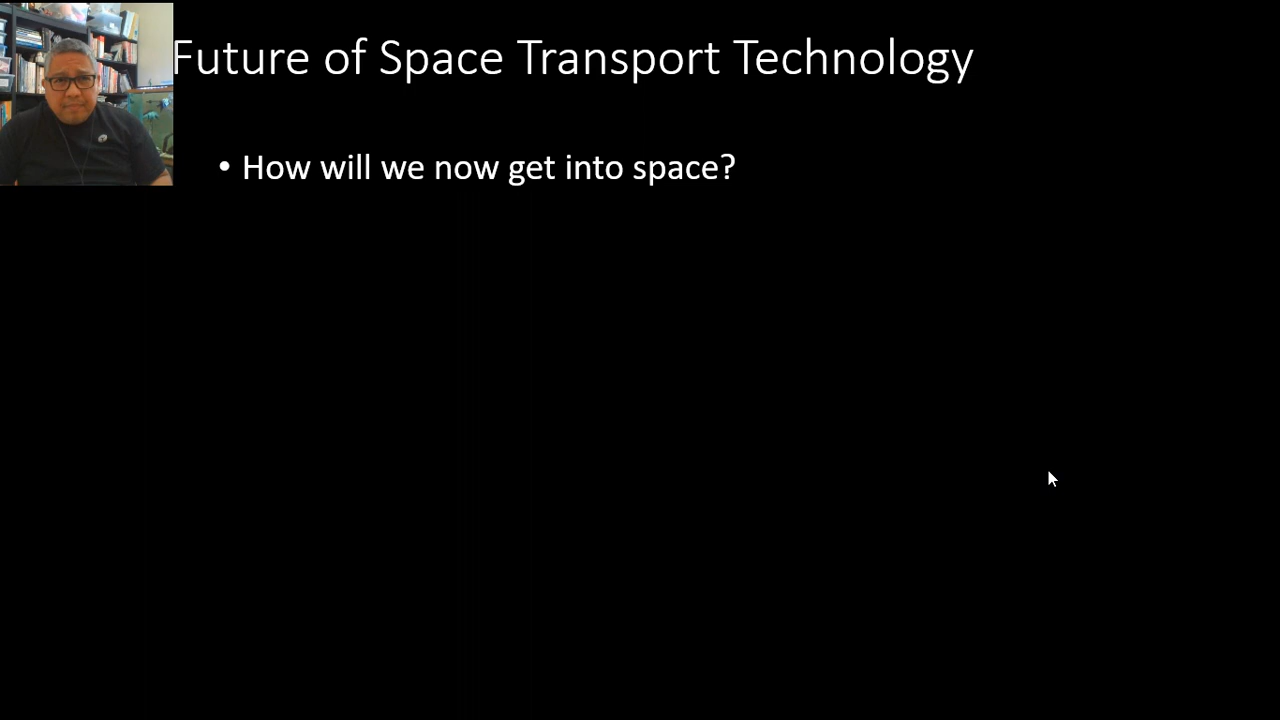 Future of Space Transport Technology
• How will we now get into space?